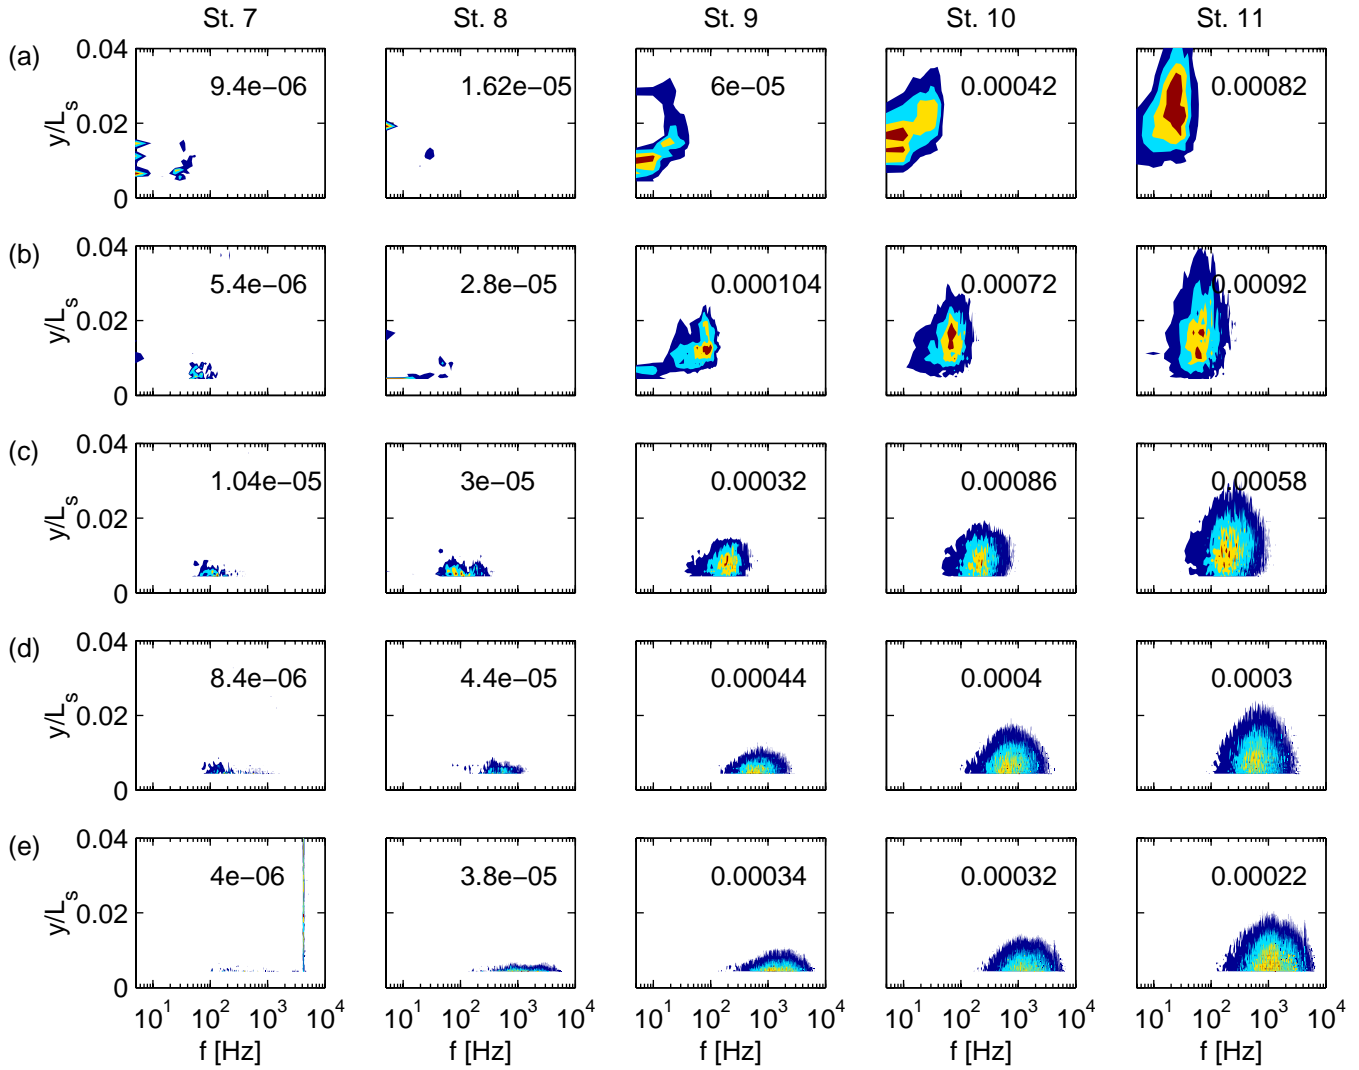 St. 7 St. 8 St. 9 St. 10 St. 11
(a) y/L_s 0.04 0.02 0 9.4e−06 1.62e−05 6e−05 0.00042 0.00082
(b) y/L_s 0.04 0.02 0 5.4e−06 2.8e−05 0.000104 0.00072 0.00092
(c) y/L_s 0.04 0.02 0 1.04e−05 3e−05 0.00032 0.00086 0.00058
(d) y/L_s 0.04 0.02 0 8.4e−06 4.4e−05 0.00044 0.0004 0.0003
(e) y/L_s 0.04 0.02 0 4e−06 3.8e−05 0.00034 0.00032 0.00022
10^1 10^2 10^3 10^4 10^1 10^2 10^3 10^4 10^1 10^2 10^3 10^4 10^1 10^2 10^3 10^4 10^1 10^2 10^3 10^4
f [Hz] f [Hz] f [Hz] f [Hz] f [Hz]